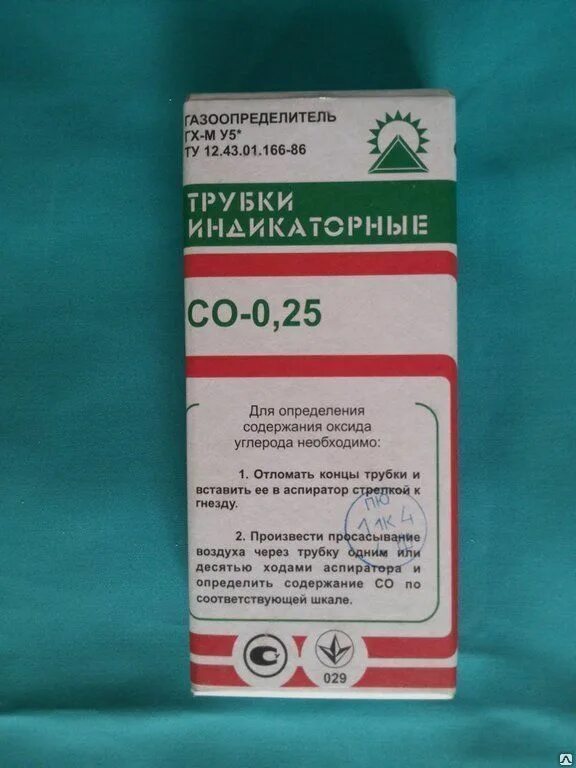 ГАЗООПРЕДЕЛИТЕЛЬ
ГХ-М У5*
ТУ 12.43.01.166-86
ТРУБКИ
ИНДИКАТОРНЫЕ
СО-0,25
Для определения
содержания оксида
углерода необходимо:
1. Отломать концы трубки и
вставить ее в аспиратор стрелкой к
гнезду.
2. Произвести просасывание
воздуха через трубку одним или
десятью ходами аспиратора и
определить содержание СО по
соответствующей шкале.
029